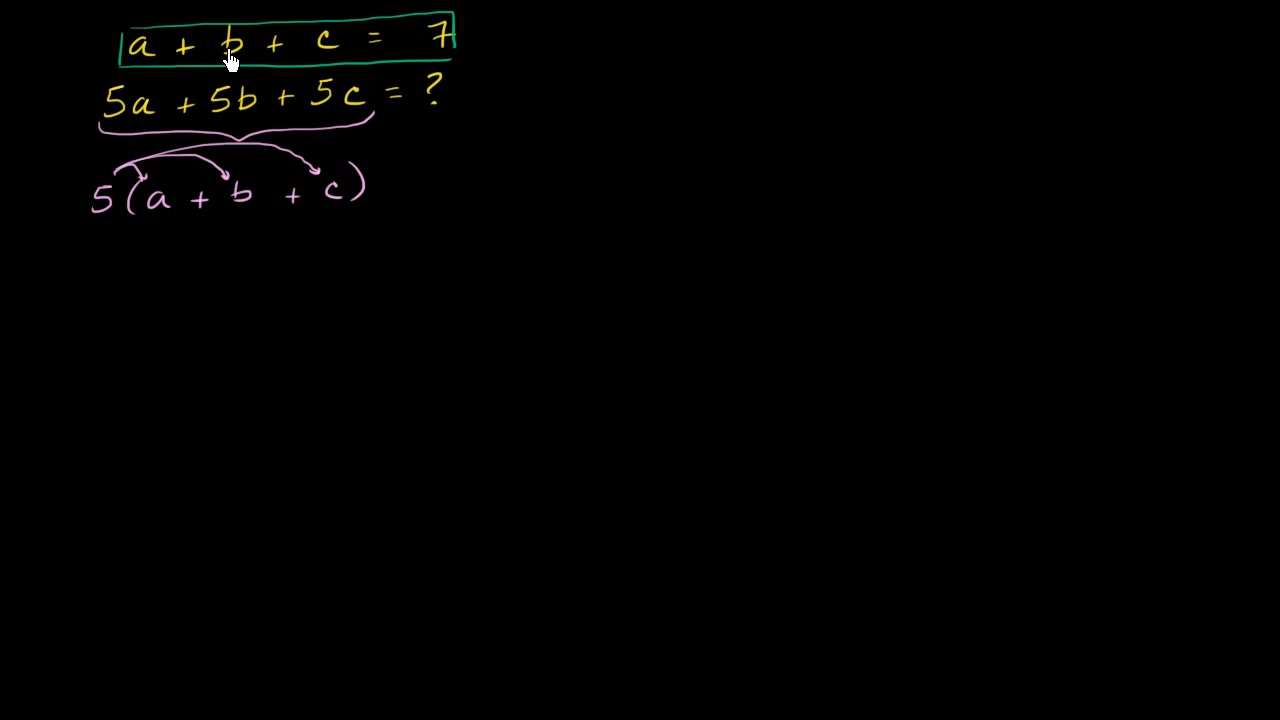 a + b + c = 7
5a + 5b + 5c = ?
5(a + b + c)